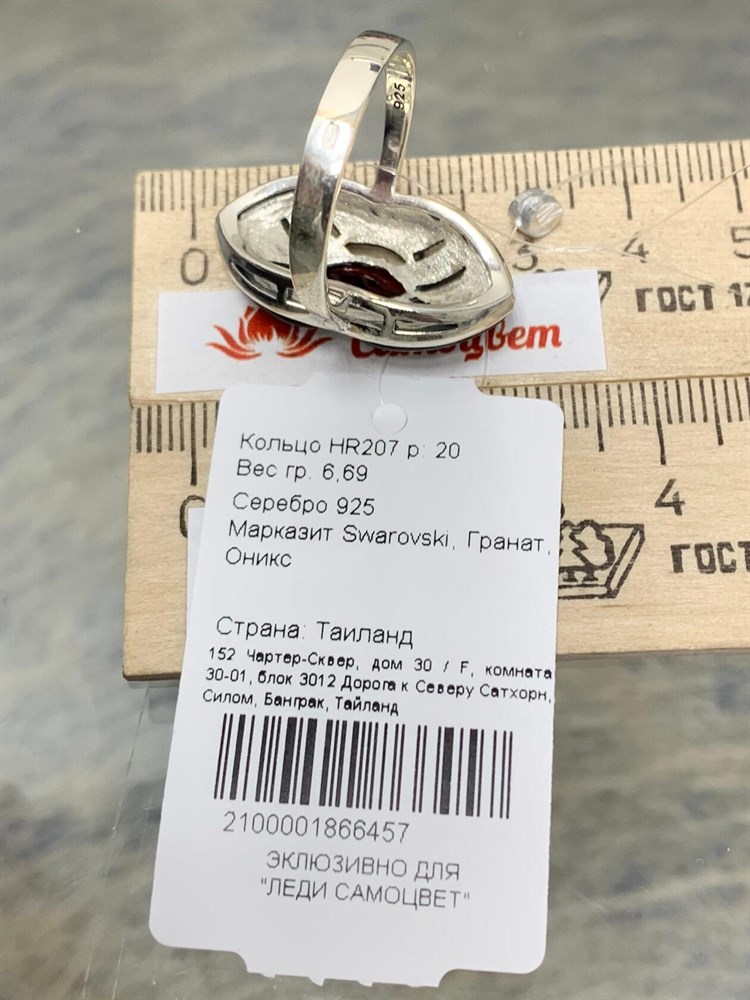 925
0 3 4 5
ГОСТ 17
Самоцвет
Кольцо HR207 р: 20
Вес гр. 6,69
Серебро 925
Марказит Swarovski, Гранат,
Оникс
4
ГОСТ
Страна: Таиланд
152 Чартер-Сквер, дом 30 / F, комната
30-01, блок 3012 Дорога к Северу Сатхорн,
Силом, Банграк, Тайланд
2100001866457
ЭКЛЮЗИВНО ДЛЯ
"ЛЕДИ САМОЦВЕТ"